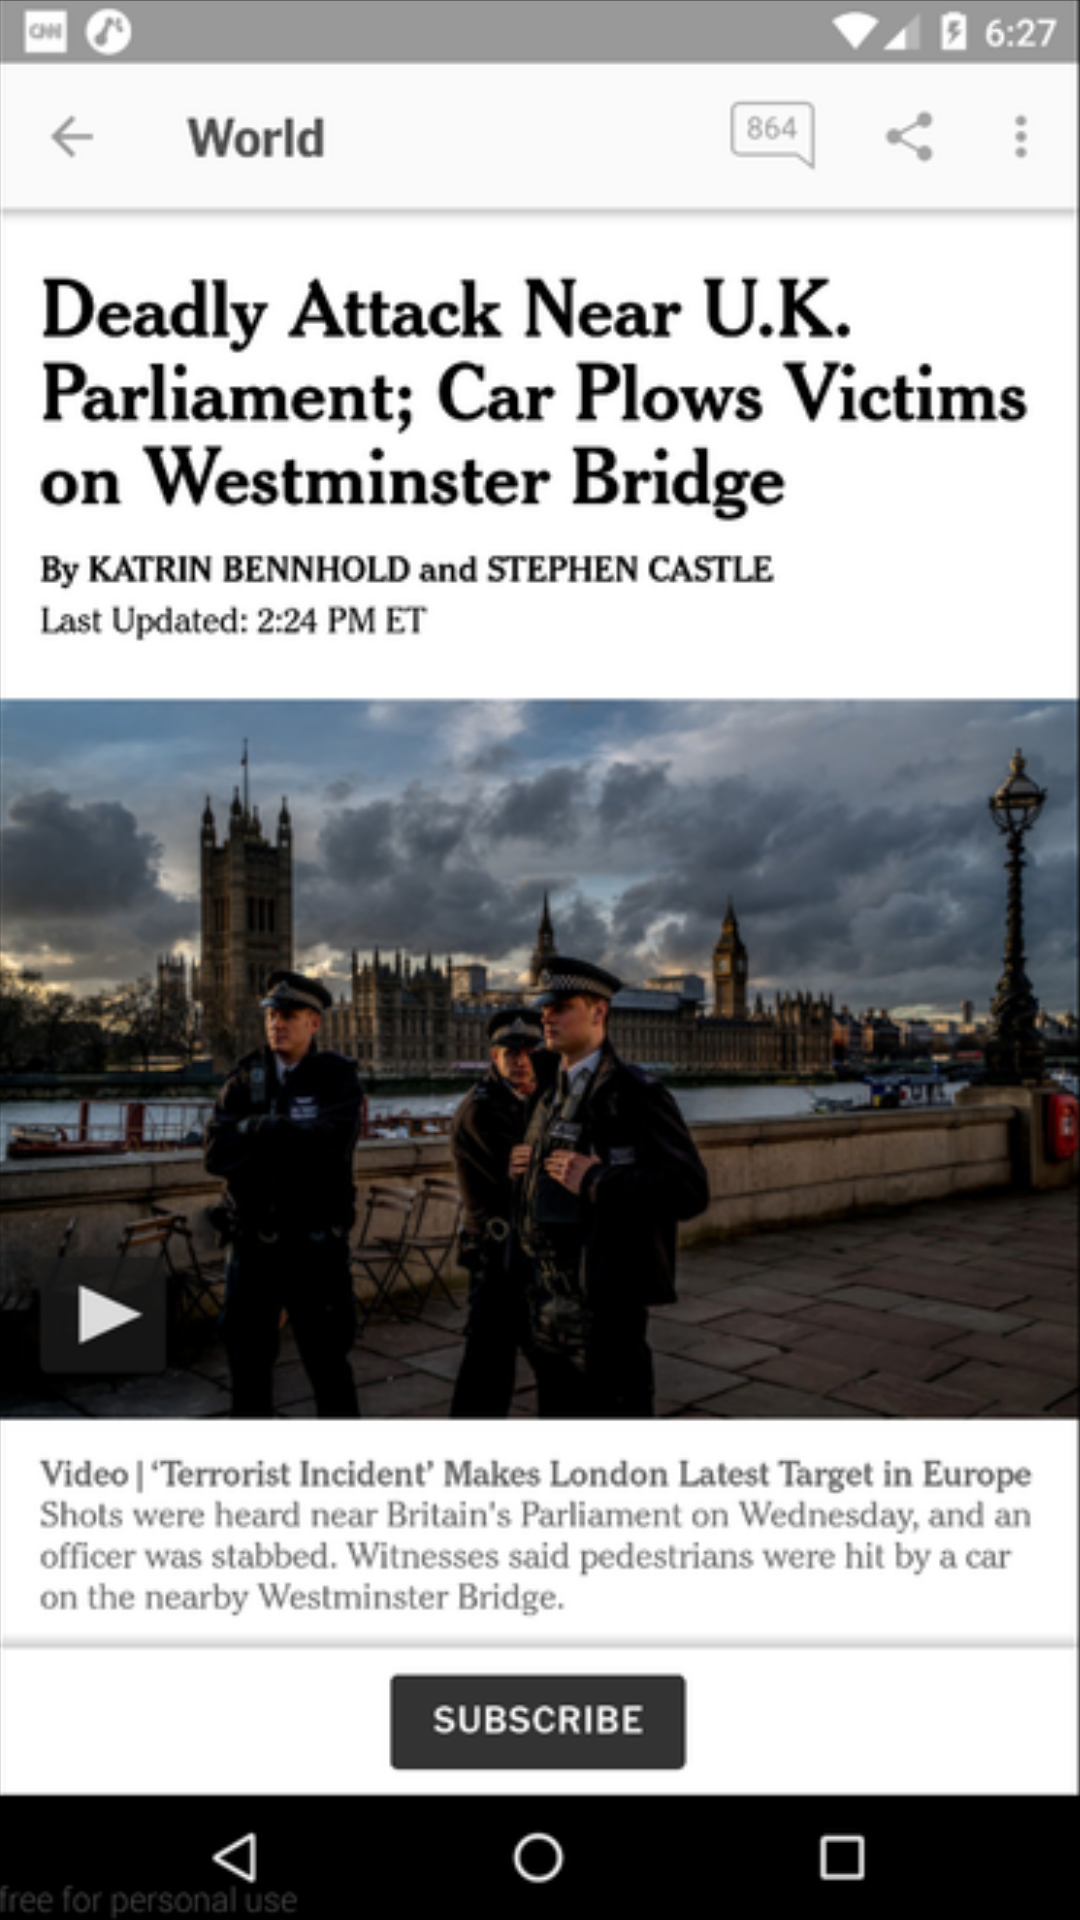 CNN
6:27
World
864
Deadly Attack Near U.K.
Parliament; Car Plows Victims
on Westminster Bridge
By KATRIN BENNHOLD and STEPHEN CASTLE
Last Updated: 2:24 PM ET
Video | ‘Terrorist Incident’ Makes London Latest Target in Europe
Shots were heard near Britain's Parliament on Wednesday, and an
officer was stabbed. Witnesses said pedestrians were hit by a car
on the nearby Westminster Bridge.
SUBSCRIBE
free for personal use